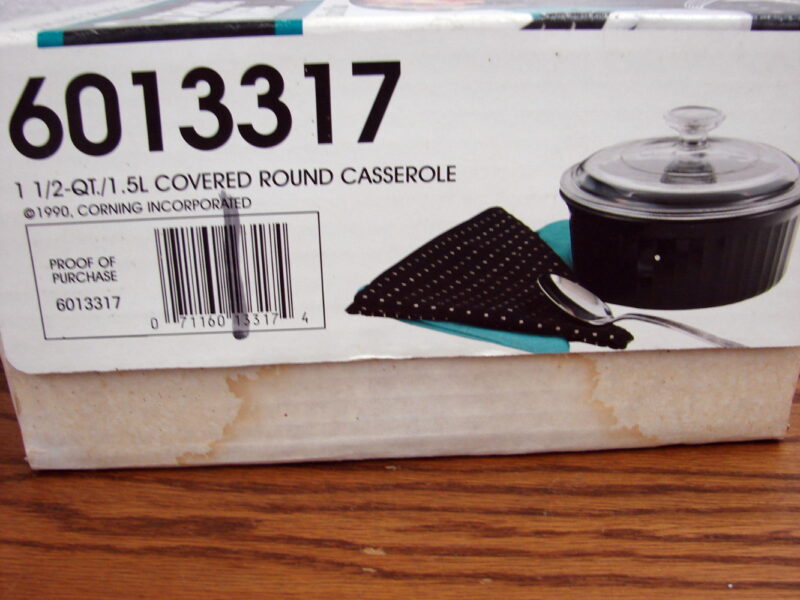 6013317
1 1/2-QT./1.5L COVERED ROUND CASSEROLE
©1990, CORNING INCORPORATED
PROOF OF
PURCHASE
6013317
0 71160 13317 4